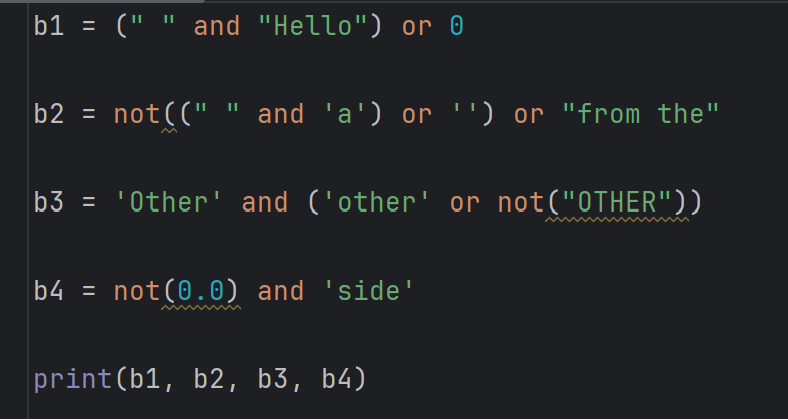 b1 = (" " and "Hello") or 0
b2 = not((" " and 'a') or '') or "from the"
b3 = 'Other' and ('other' or not("OTHER"))
b4 = not(0.0) and 'side'
print(b1, b2, b3, b4)